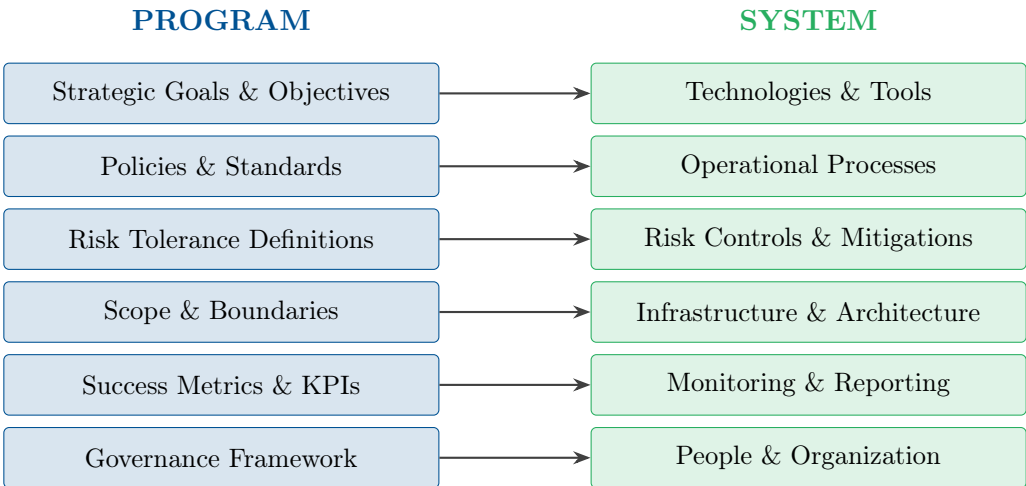 PROGRAM
SYSTEM
Strategic Goals & Objectives
Technologies & Tools
Policies & Standards
Operational Processes
Risk Tolerance Definitions
Risk Controls & Mitigations
Scope & Boundaries
Infrastructure & Architecture
Success Metrics & KPIs
Monitoring & Reporting
Governance Framework
People & Organization